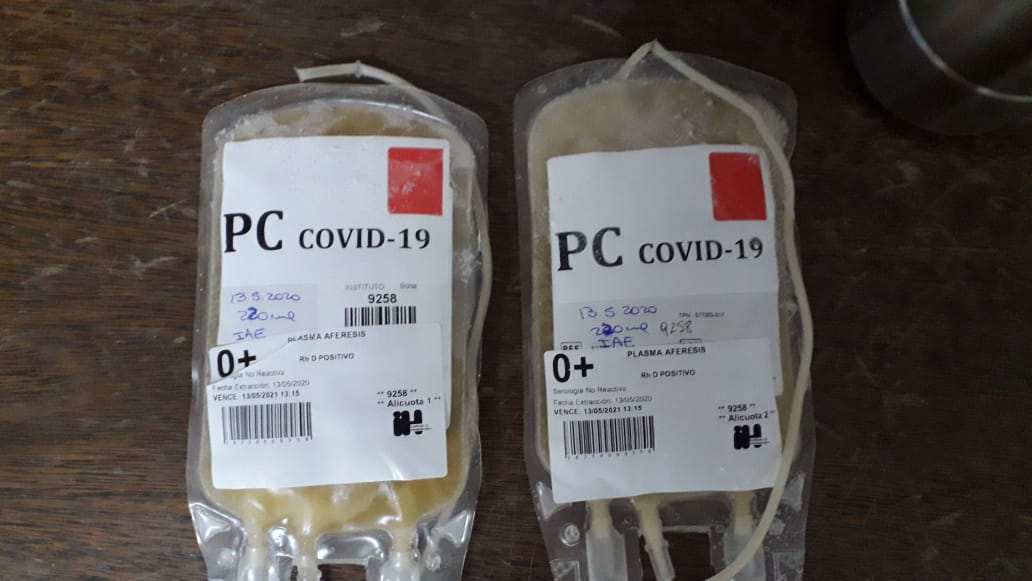 PC COVID-19
13.5.2020
220 ml
IAE
INSTITUTO
9258
PLASMA AFERESIS
0+
Rh D POSITIVO
Serología No Reactiva
Fecha Extracción: 13/05/2020
VENCE: 13/05/2021 13:15
** 9258 **
** Alicuota 1 **
PC COVID-19
13.5.2020
220 ml 9258
IAE
REF
PLASMA AFERESIS
0+
Rh D POSITIVO
Serología No Reactiva
Fecha Extracción: 13/05/2020
VENCE: 13/05/2021 13:15
** 9258 **
** Alicuota 2 **